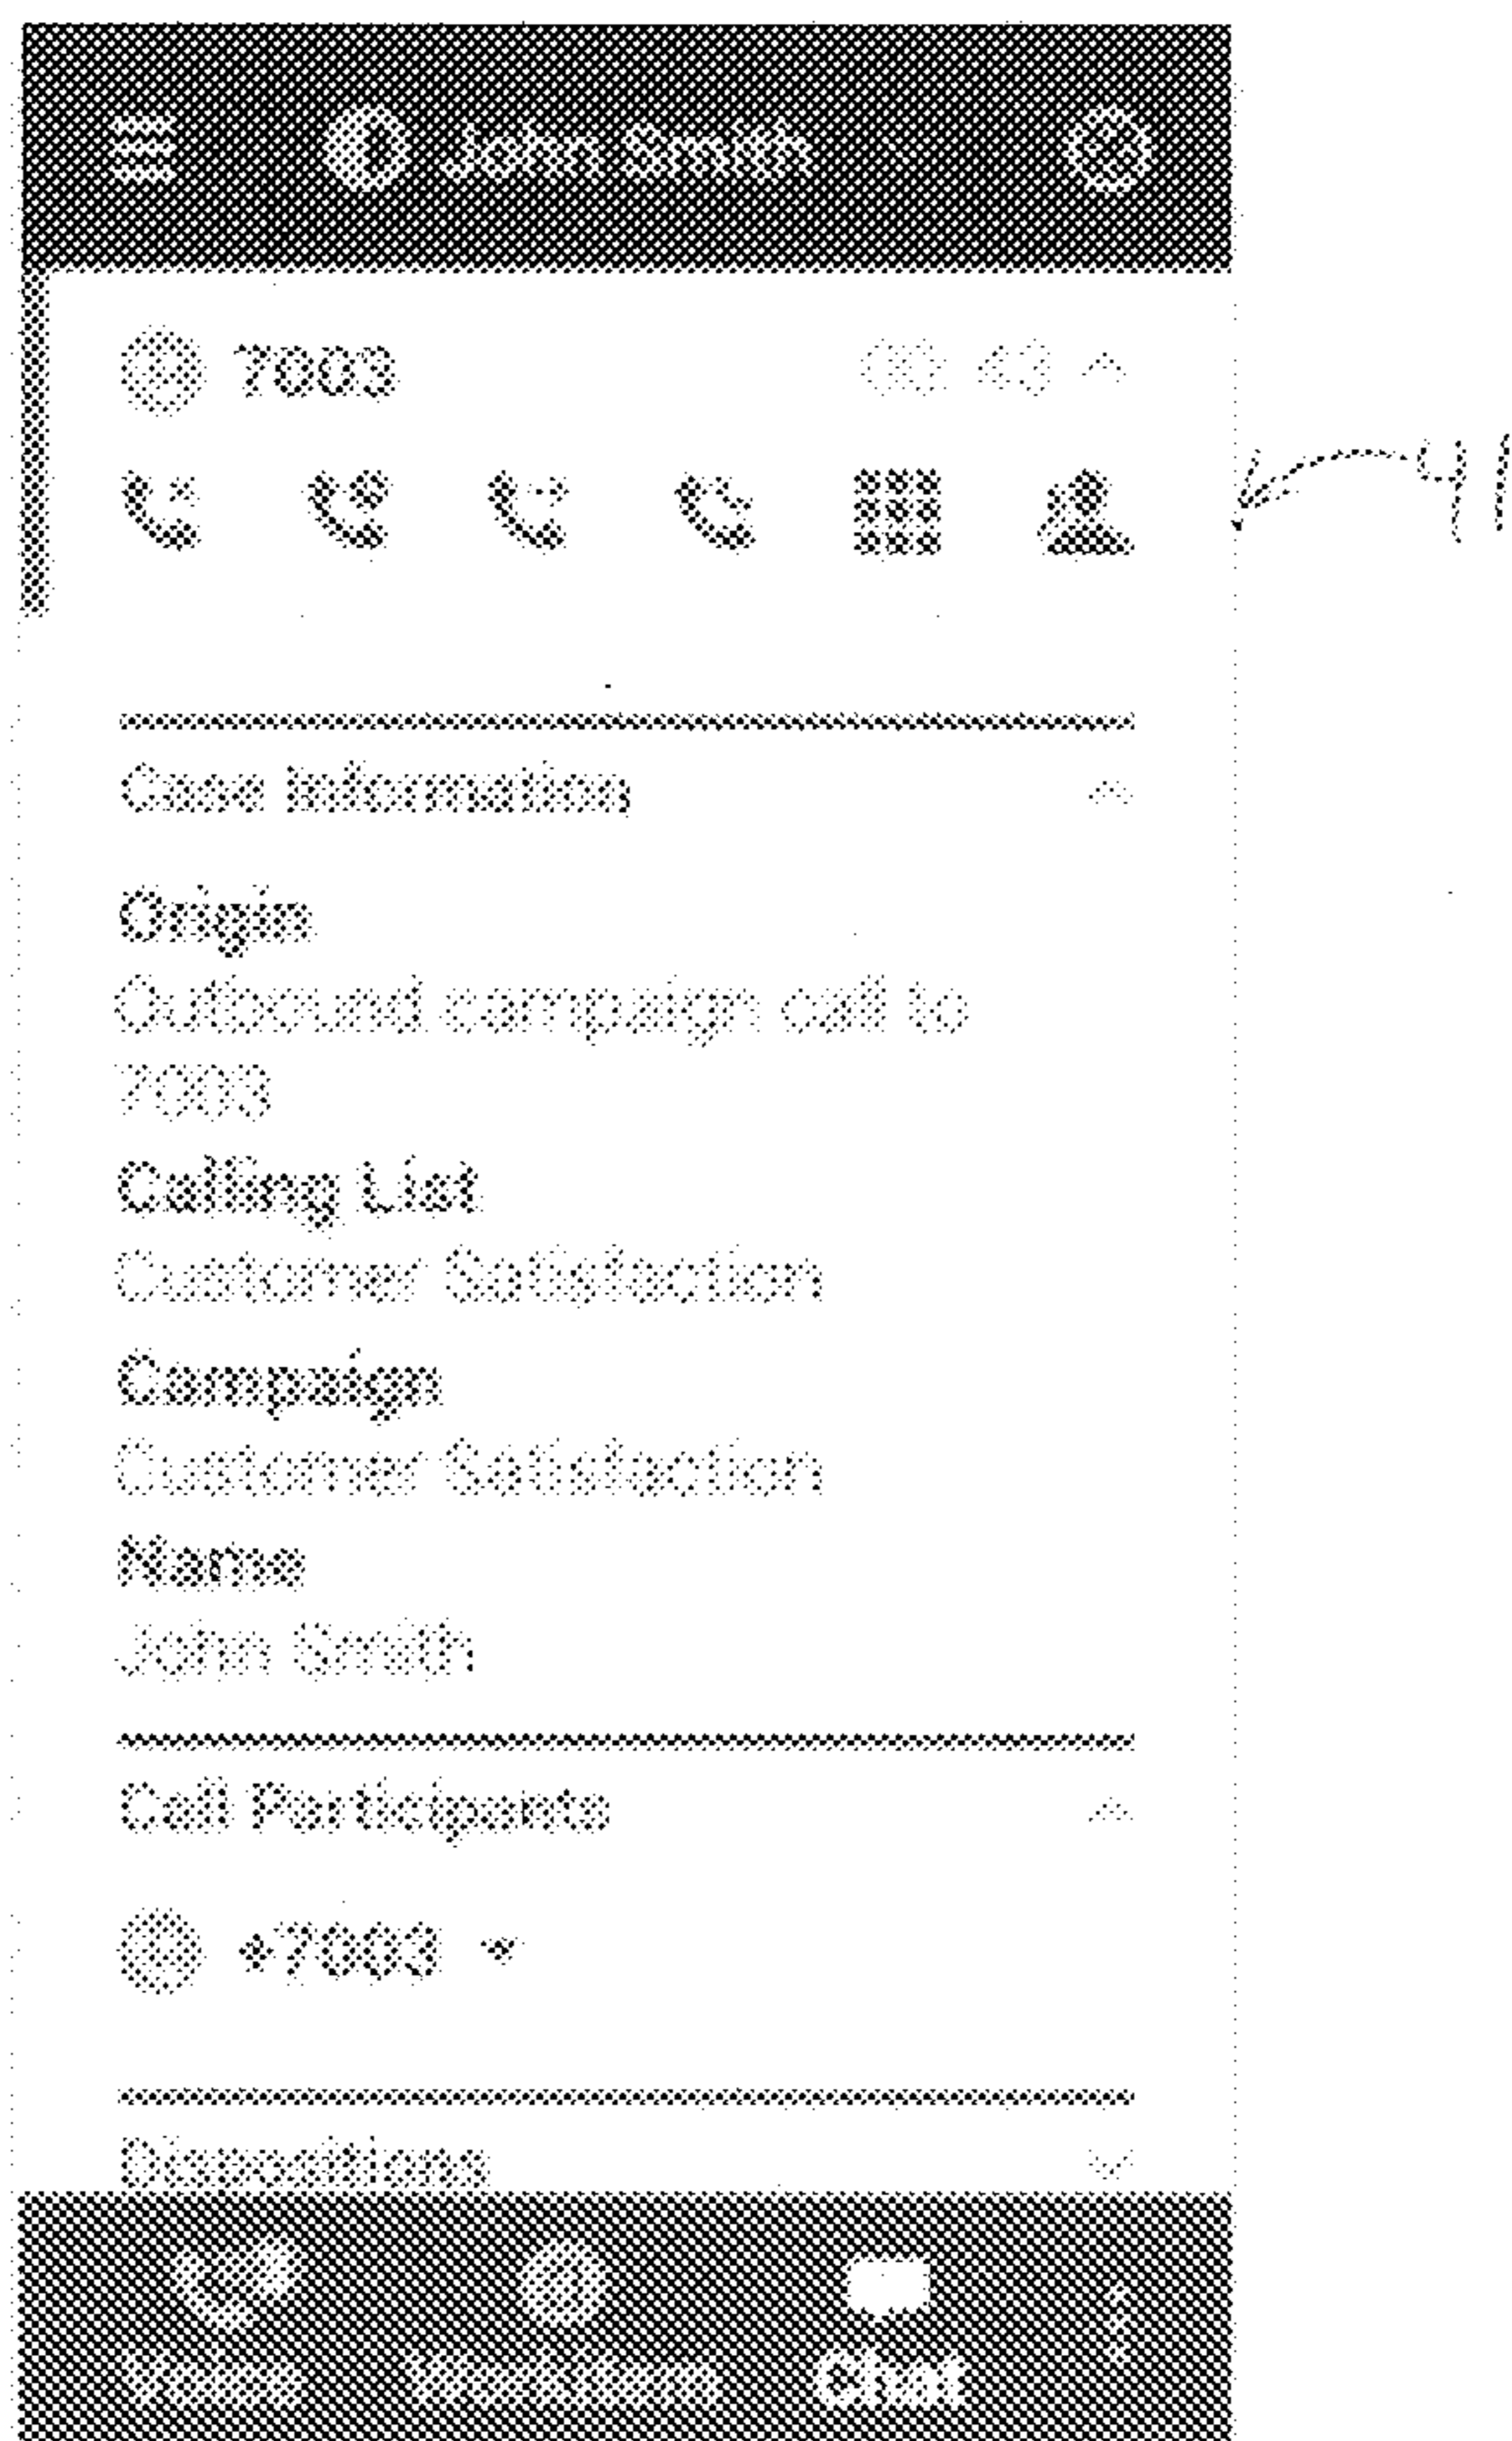 John Smith
7003
Case Information
Origin
Outbound campaign call to
7003
Calling List
Customer Satisfaction
Campaign
Customer Satisfaction
Name
John Smith
Call Participants
+7003
Dispositions
Chat
41